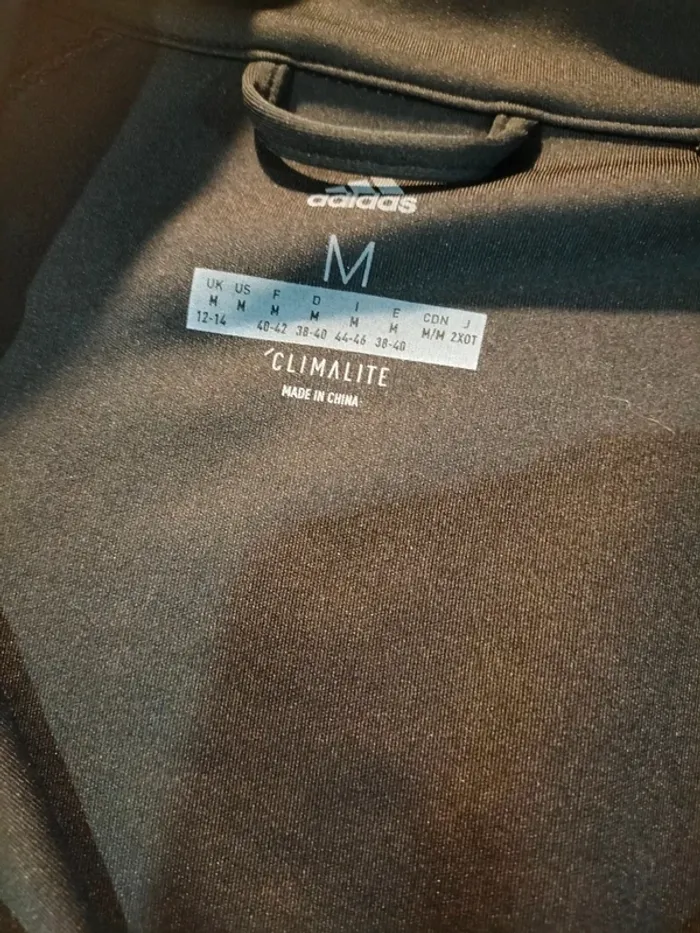 adidas
M
UK US F D I E CDN J
M M M M M M M/M 2XOT
12-14 40-42 38-40 44-46 38-40
CLIMALITE
MADE IN CHINA